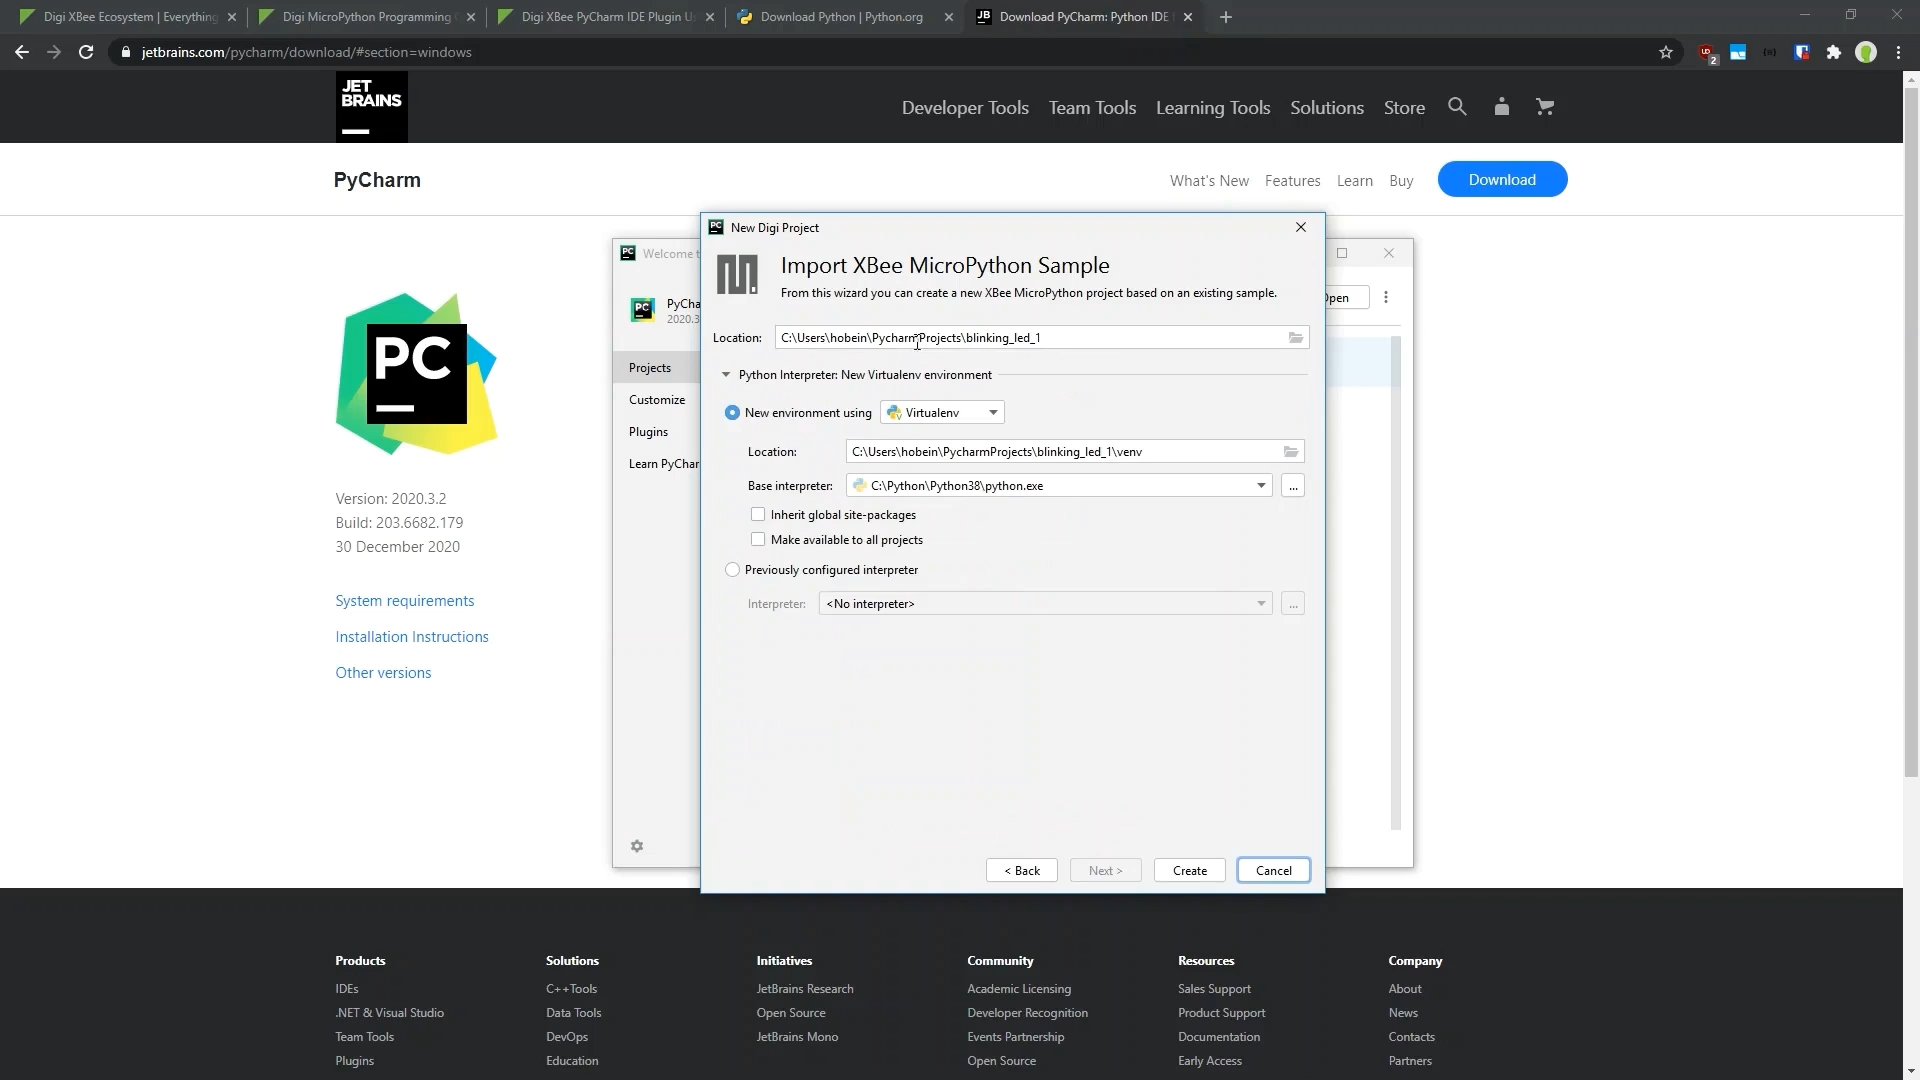 Digi XBee Ecosystem | Everything
Digi MicroPython Programming
Digi XBee PyCharm IDE Plugin U
Download Python | Python.org
JB
Download PyCharm: Python IDE
jetbrains.com/pycharm/download/#section=windows
2
JET
BRAINS
Developer Tools
Team Tools
Learning Tools
Solutions
Store
PyCharm
What's New
Features
Learn
Buy
Download
PC
Version: 2020.3.2
Build: 203.6682.179
30 December 2020
System requirements
Installation Instructions
Other versions
PC
Welcome t
PC
PyCha
2020.3
Projects
Customize
Plugins
Learn PyChar
pen
PC
New Digi Project
Import XBee MicroPython Sample
From this wizard you can create a new XBee MicroPython project based on an existing sample.
Location:
C:\Users\hobein\PycharmProjects\blinking_led_1
Python Interpreter: New Virtualenv environment
New environment using
Virtualenv
Location:
C:\Users\hobein\PycharmProjects\blinking_led_1\venv
Base interpreter:
C:\Python\Python38\python.exe
...
Inherit global site-packages
Make available to all projects
Previously configured interpreter
Interpreter:
<No interpreter>
...
< Back
Next >
Create
Cancel
Products
IDEs
.NET & Visual Studio
Team Tools
Plugins
Solutions
C++Tools
Data Tools
DevOps
Education
Initiatives
JetBrains Research
Open Source
JetBrains Mono
Community
Academic Licensing
Developer Recognition
Events Partnership
Open Source
Resources
Sales Support
Product Support
Documentation
Early Access
Company
About
News
Contacts
Partners